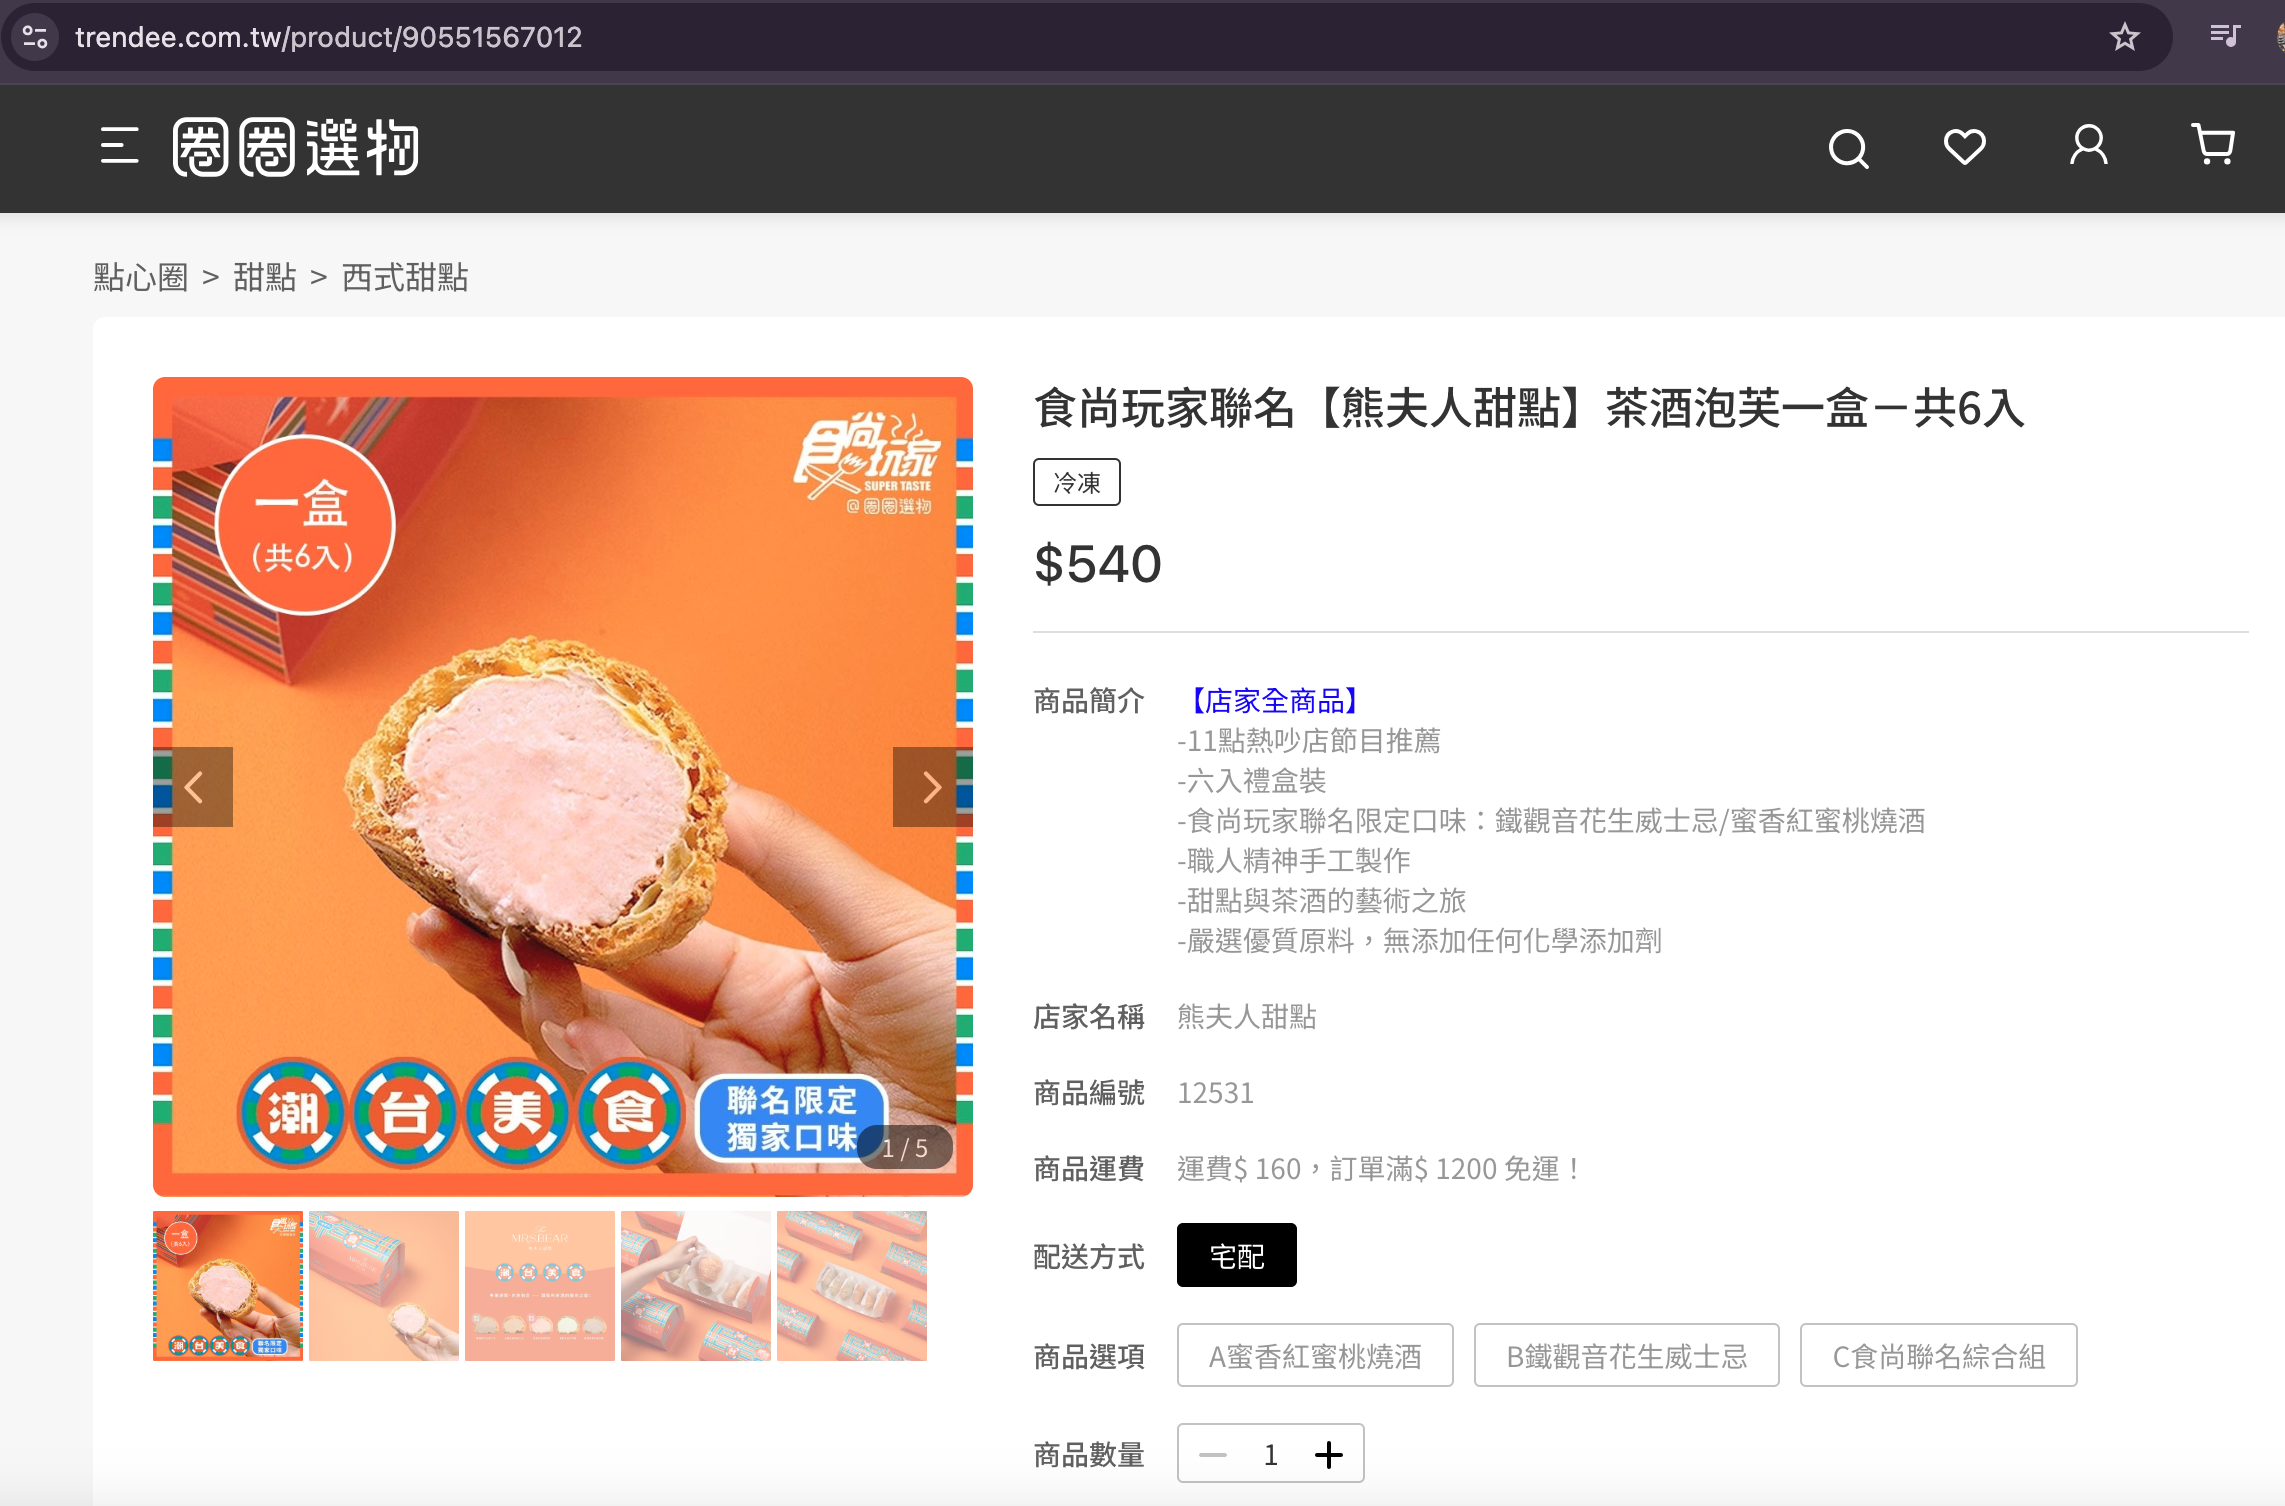 trendee.com.tw/product/90551567012
圈圈選物
點心圈 > 甜點 > 西式甜點
一盒
(共6入)
食尚玩家
SUPER TASTE
@圈圈選物
潮台美食
聯名限定
獨家口味
1 / 5
MRS.BEAR
食尚玩家聯名【熊夫人甜點】茶酒泡芙一盒－共6入
冷凍
$540
商品簡介 【店家全商品】
-11點熱吵店節目推薦
-六入禮盒裝
-食尚玩家聯名限定口味：鐵觀音花生威士忌/蜜香紅蜜桃燒酒
-職人精神手工製作
-甜點與茶酒的藝術之旅
-嚴選優質原料，無添加任何化學添加劑
店家名稱 熊夫人甜點
商品編號 12531
商品運費 運費$ 160，訂單滿$ 1200 免運！
配送方式 宅配
商品選項 A蜜香紅蜜桃燒酒 B鐵觀音花生威士忌 C食尚聯名綜合組
商品數量 1